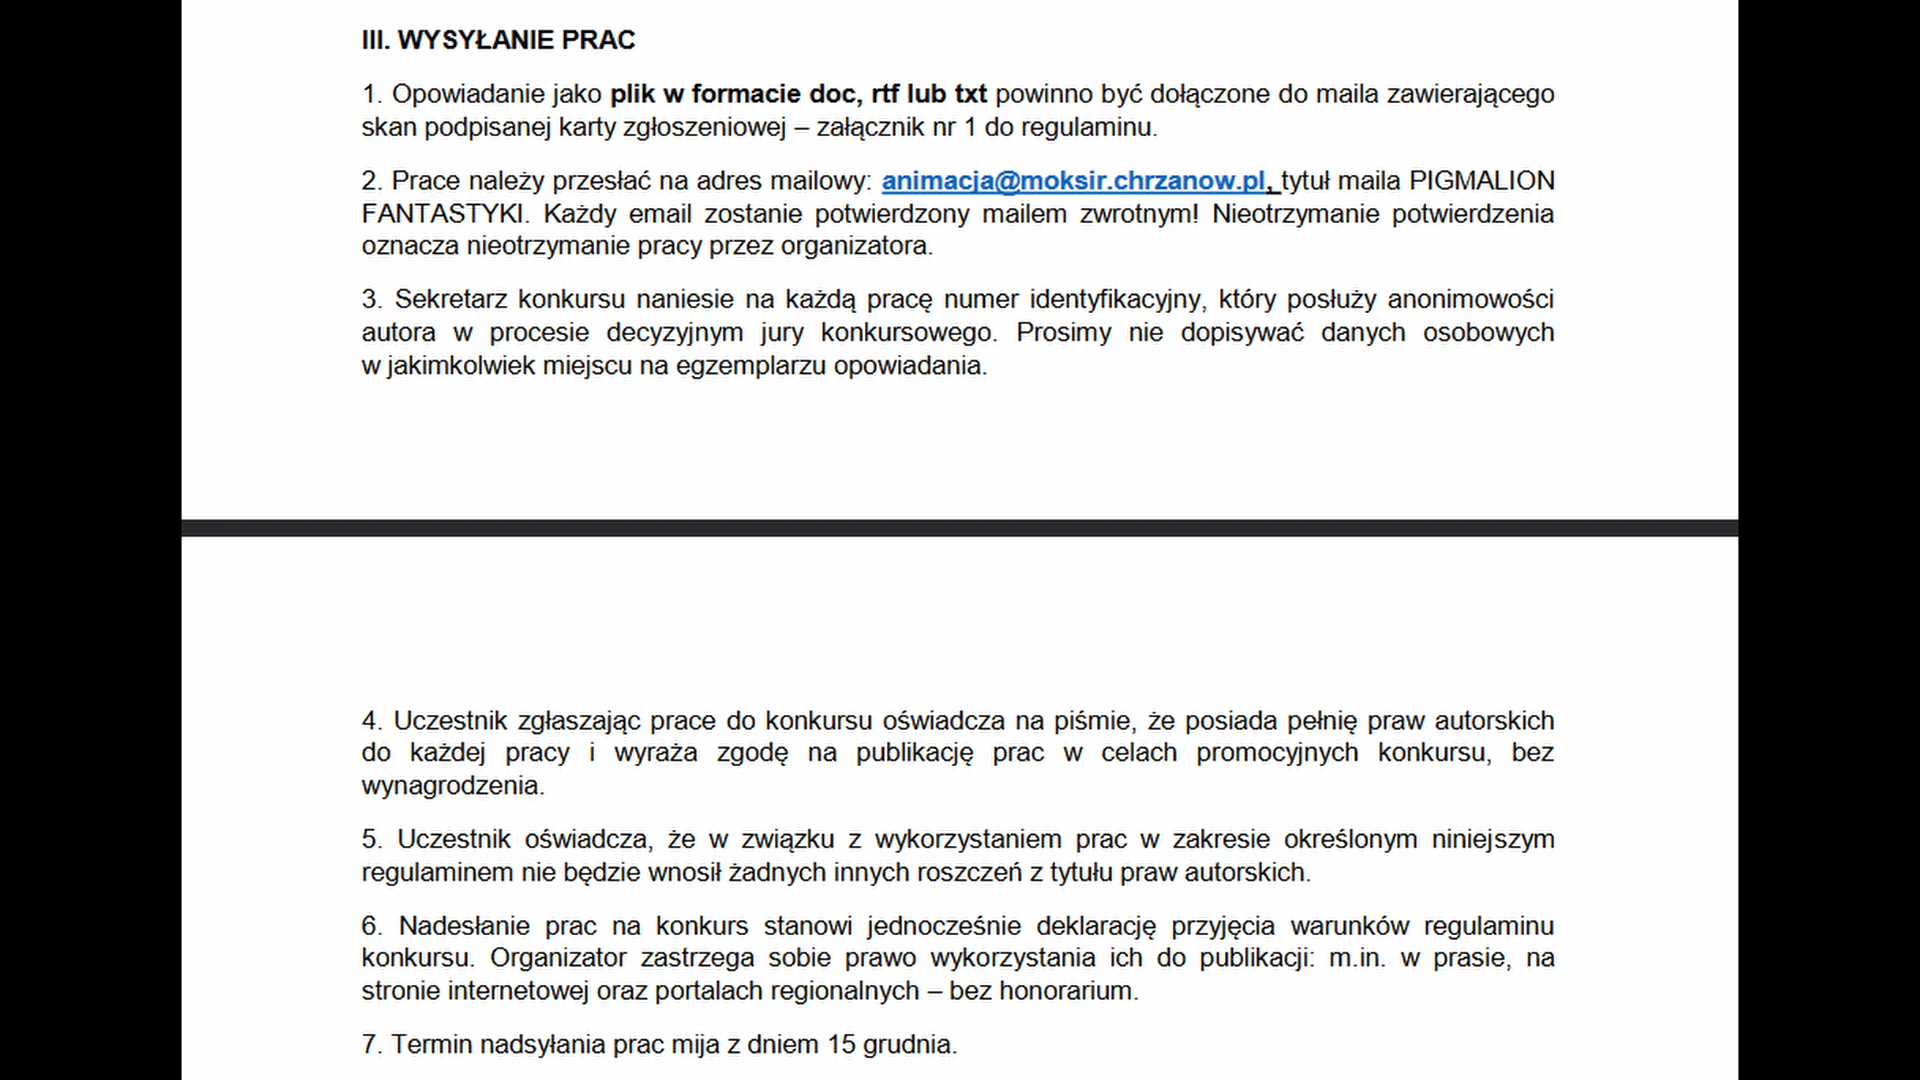 III. WYSYŁANIE PRAC
1. Opowiadanie jako plik w formacie doc, rtf lub txt powinno być dołączone do maila zawierającego
skan podpisanej karty zgłoszeniowej – załącznik nr 1 do regulaminu.
2. Prace należy przesłać na adres mailowy: animacja@moksir.chrzanow.pl, tytuł maila PIGMALION
FANTASTYKI. Każdy email zostanie potwierdzony mailem zwrotnym! Nieotrzymanie potwierdzenia
oznacza nieotrzymanie pracy przez organizatora.
3. Sekretarz konkursu naniesie na każdą pracę numer identyfikacyjny, który posłuży anonimowości
autora w procesie decyzyjnym jury konkursowego. Prosimy nie dopisywać danych osobowych
w jakimkolwiek miejscu na egzemplarzu opowiadania.
4. Uczestnik zgłaszając prace do konkursu oświadcza na piśmie, że posiada pełnię praw autorskich
do każdej pracy i wyraża zgodę na publikację prac w celach promocyjnych konkursu, bez
wynagrodzenia.
5. Uczestnik oświadcza, że w związku z wykorzystaniem prac w zakresie określonym niniejszym
regulaminem nie będzie wnosił żadnych innych roszczeń z tytułu praw autorskich.
6. Nadesłanie prac na konkurs stanowi jednocześnie deklarację przyjęcia warunków regulaminu
konkursu. Organizator zastrzega sobie prawo wykorzystania ich do publikacji: m.in. w prasie, na
stronie internetowej oraz portalach regionalnych – bez honorarium.
7. Termin nadsyłania prac mija z dniem 15 grudnia.